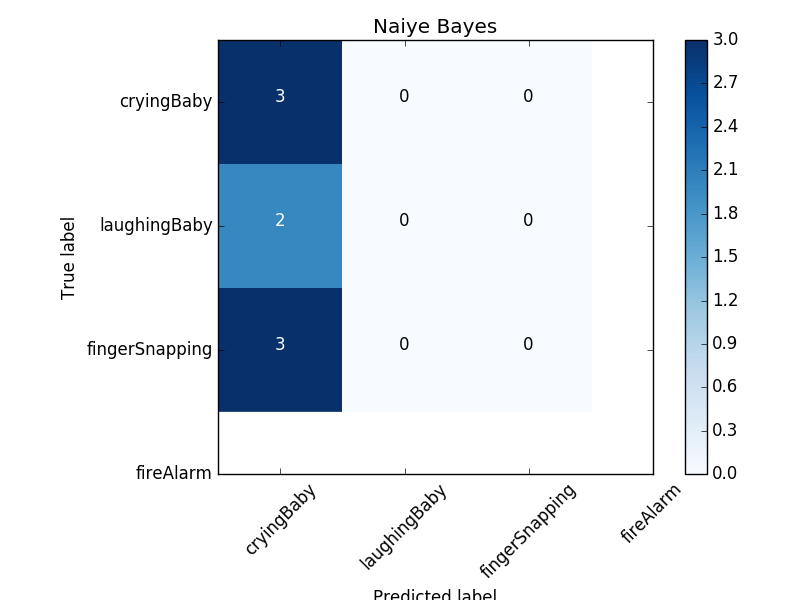 Naiye Bayes
cryingBaby
3 0 0
laughingBaby
2 0 0
fingerSnapping
3 0 0
fireAlarm
True label
cryingBaby
laughingBaby
fingerSnapping
fireAlarm
Predicted label
3.0
2.7
2.4
2.1
1.8
1.5
1.2
0.9
0.6
0.3
0.0